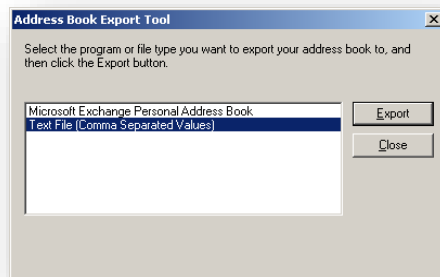 Address Book Export Tool
Select the program or file type you want to export your address book to, and
then click the Export button.
Microsoft Exchange Personal Address Book
Text File (Comma Separated Values)
Export
Close